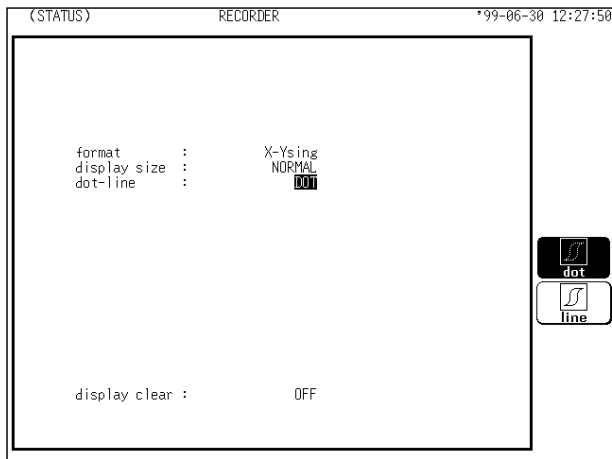 (STATUS) RECORDER '99-06-30 12:27:50
format : X-Ysing
display size : NORMAL
dot-line : DOT
dot
line
display clear : OFF